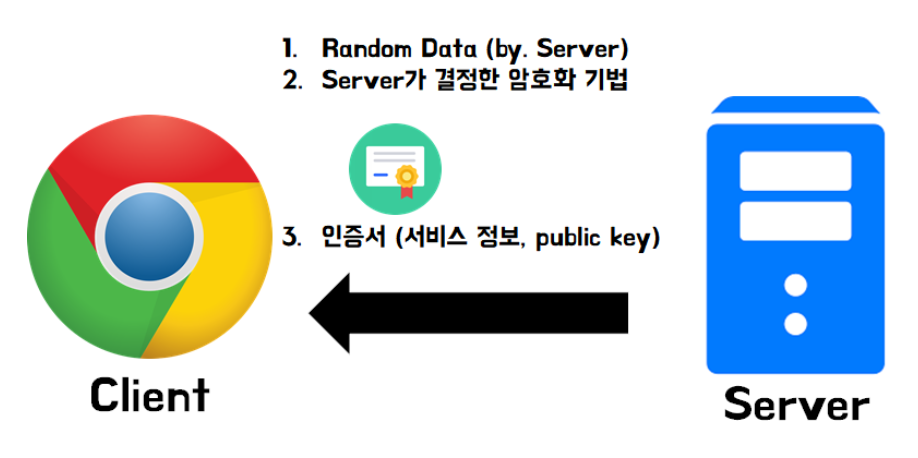 1. Random Data (by. Server)
2. Server가 결정한 암호화 기법
3. 인증서 (서비스 정보, public key)
Client
Server